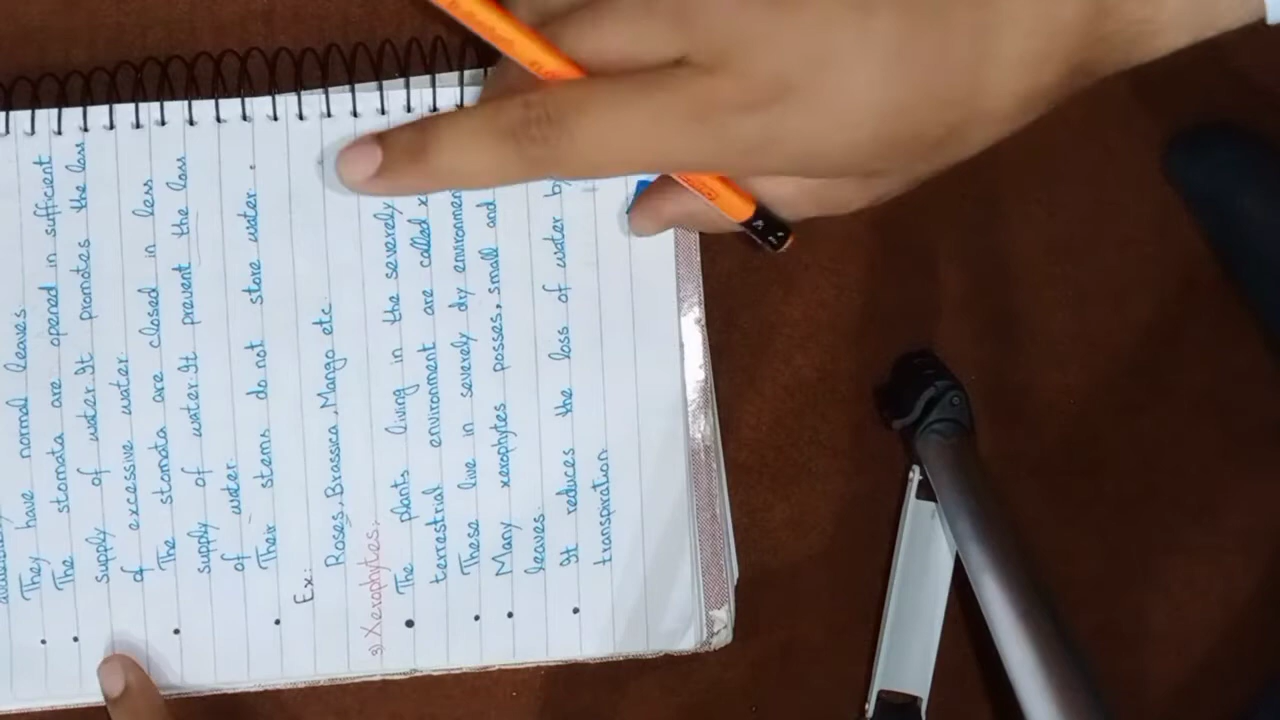 They have normal leaves.
The stomata are opened in sufficient
supply of water. It promotes the loss
of excessive water.
The stomata are closed in less
supply of water. It prevent the loss
of water.
Their stems do not store water.
Ex:
Roses, Brassica, Mango etc.
3) Xerophytes:
The plants living in the severely
terrestrial environment are called x
These live in severely dry environmen
Many xerophytes posses, small and
leaves.
It reduces the loss of water by
transpiration